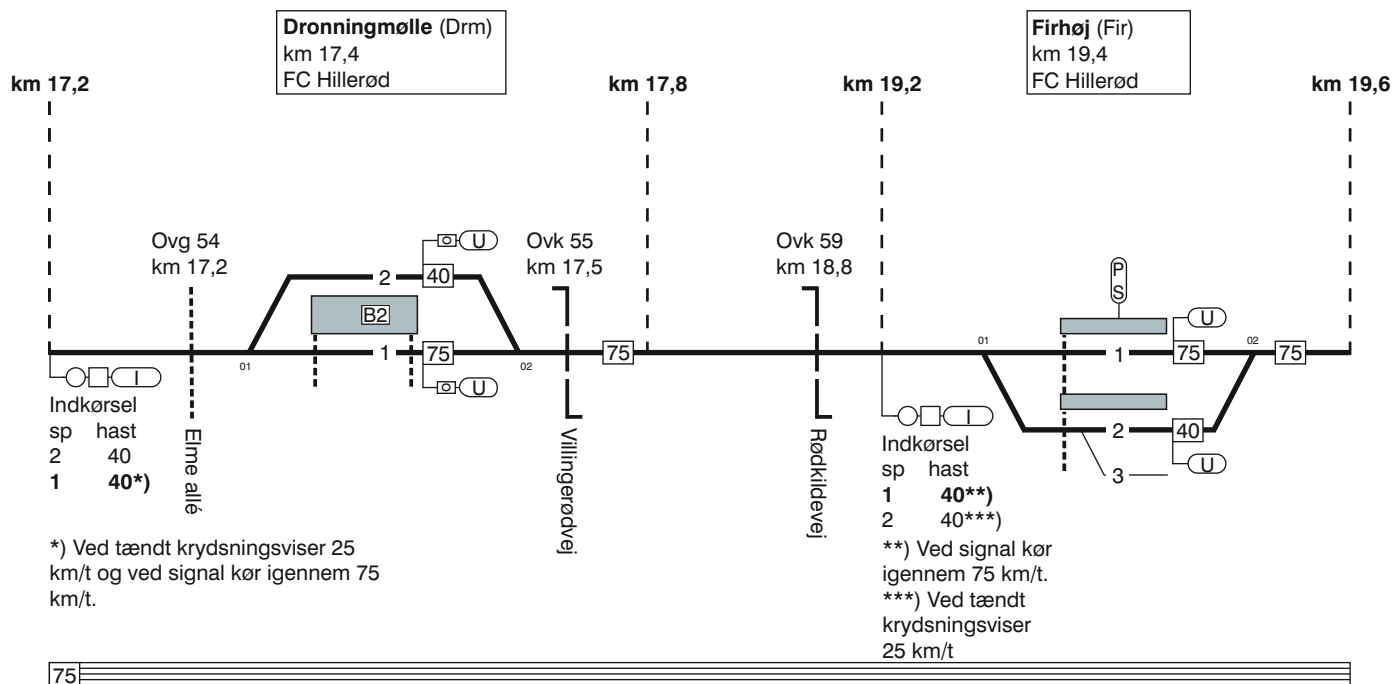 Dronningmølle (Drm)
km 17,4
FC Hillerød
Firhøj (Fir)
km 19,4
FC Hillerød
km 17,2
km 17,8
km 19,2
km 19,6
Ovg 54
km 17,2
U
Ovk 55
km 17,5
Ovk 59
km 18,8
P
S
2
40
B2
U
01
1
75
02
75
01
1
75
02
75
I
U
I
2
40
U
3
Indkørsel
sp hast
2 40
1 40*)
Elme allé
Villingerødvej
Rødkildevej
Indkørsel
sp hast
1 40**)
2 40***)
*) Ved tændt krydsningsviser 25
km/t og ved signal kør igennem 75
km/t.
**) Ved signal kør
igennem 75 km/t.
***) Ved tændt
krydsningsviser
25 km/t
75